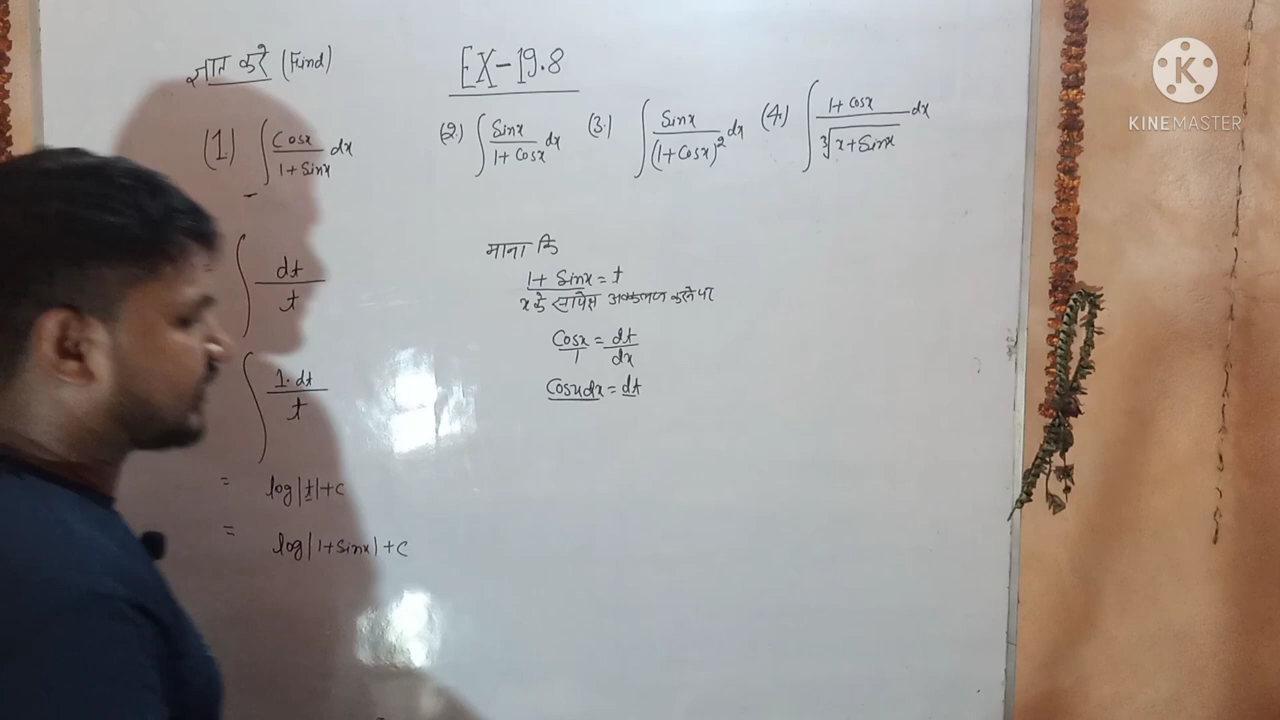 ज्ञात करे (Find)
EX-19.8
(1) ∫ Cosx / 1+Sinx dx
(2.) ∫ Sinx / 1+Cosx dx
(3.) ∫ Sinx / (1+Cosx)² dx
(4.) ∫ 1+Cosx / ∛x+Sinx dx
∫ dt / t
∫ 1.dt / t
= log|t|+c
= log|1+sinx|+c
माना कि
1+ Sinx = t
x के सापेक्ष अवकलन करने पर
Cosx / 1 = dt / dx
Cosxdx = dt
KINEMASTER